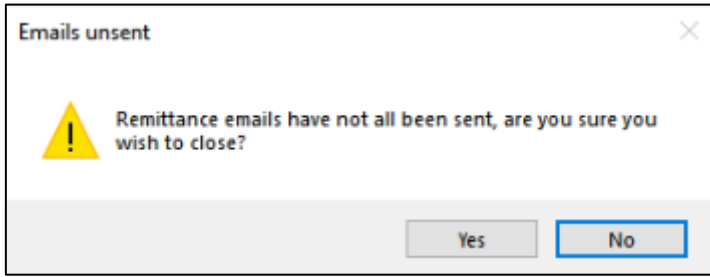 Emails unsent
Remittance emails have not all been sent, are you sure you
wish to close?
Yes
No